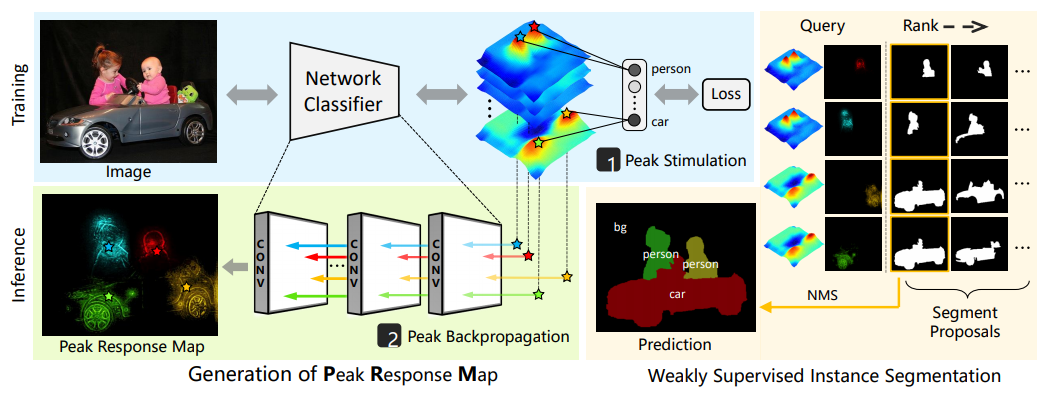 Training
Image
Network
Classifier
person
car
Loss
1 Peak Stimulation
Inference
Peak Response Map
CONV
CONV
CONV
2 Peak Backpropagation
Generation of Peak Response Map
Query
Rank
...
...
...
...
NMS
Segment
Proposals
bg
person
person
car
Prediction
Weakly Supervised Instance Segmentation